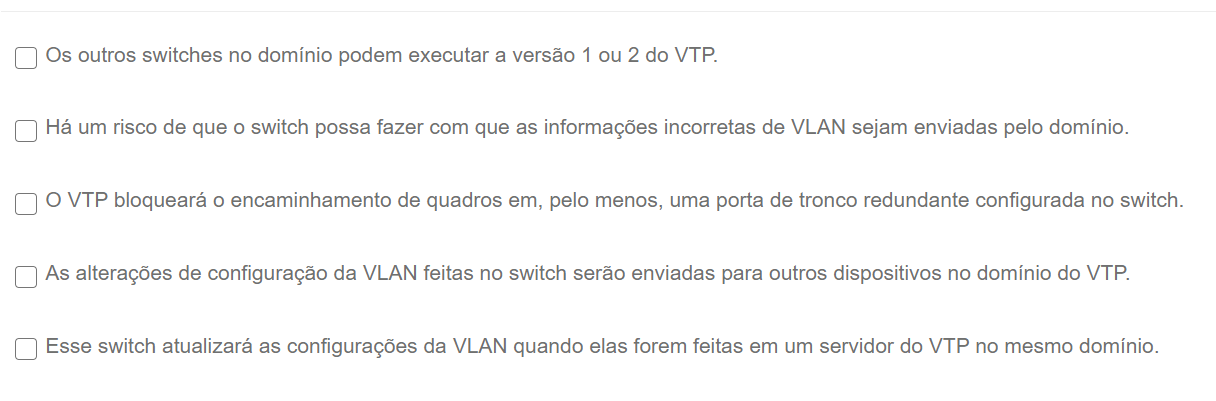 Os outros switches no domínio podem executar a versão 1 ou 2 do VTP.
Há um risco de que o switch possa fazer com que as informações incorretas de VLAN sejam enviadas pelo domínio.
O VTP bloqueará o encaminhamento de quadros em, pelo menos, uma porta de tronco redundante configurada no switch.
As alterações de configuração da VLAN feitas no switch serão enviadas para outros dispositivos no domínio do VTP.
Esse switch atualizará as configurações da VLAN quando elas forem feitas em um servidor do VTP no mesmo domínio.